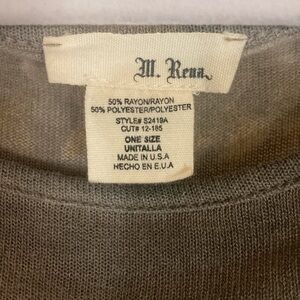 M. Rena
50% RAYON/RAYON
50% POLYESTER/POLYESTER
STYLE# S2419A
CUT# 12-185
ONE SIZE
UNITALLA
MADE IN U.S.A
HECHO EN E.U.A